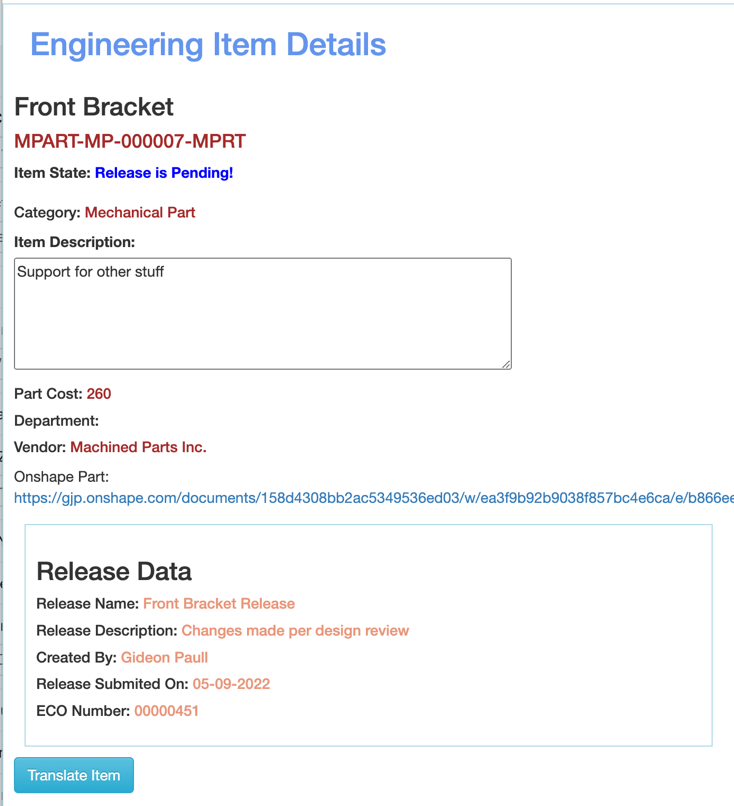 Engineering Item Details
Front Bracket
MPART-MP-000007-MPRT
Item State: Release is Pending!
Category: Mechanical Part
Item Description:
Support for other stuff
Part Cost: 260
Department:
Vendor: Machined Parts Inc.
Onshape Part:
https://gjp.onshape.com/documents/158d4308bb2ac5349536ed03/w/ea3f9b92b9038f857bc4e6ca/e/b866ee
Release Data
Release Name: Front Bracket Release
Release Description: Changes made per design review
Created By: Gideon Paull
Release Submited On: 05-09-2022
ECO Number: 00000451
Translate Item